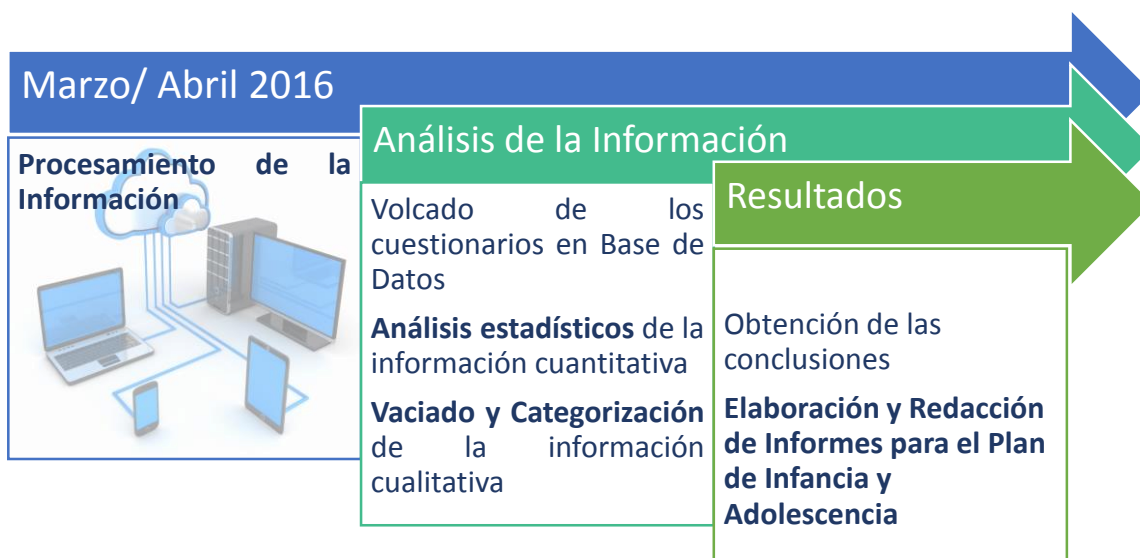 Marzo/ Abril 2016
Procesamiento de la
Información
Análisis de la Información
Volcado de los
cuestionarios en Base de
Datos
Análisis estadísticos de la
información cuantitativa
Vaciado y Categorización
de la información
cualitativa
Resultados
Obtención de las
conclusiones
Elaboración y Redacción
de Informes para el Plan
de Infancia y
Adolescencia